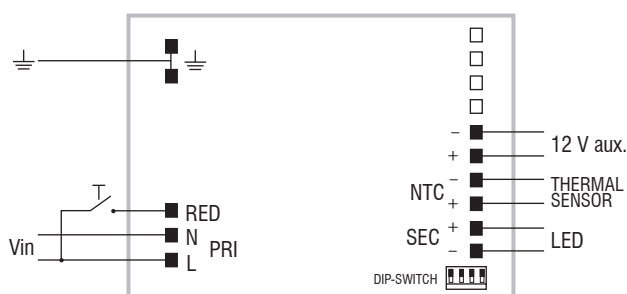 −
12 V aux.
+
−
NTC
THERMAL
SENSOR
+
T
RED
N
PRI
L
Vin
SEC
+
LED
−
DIP-SWITCH